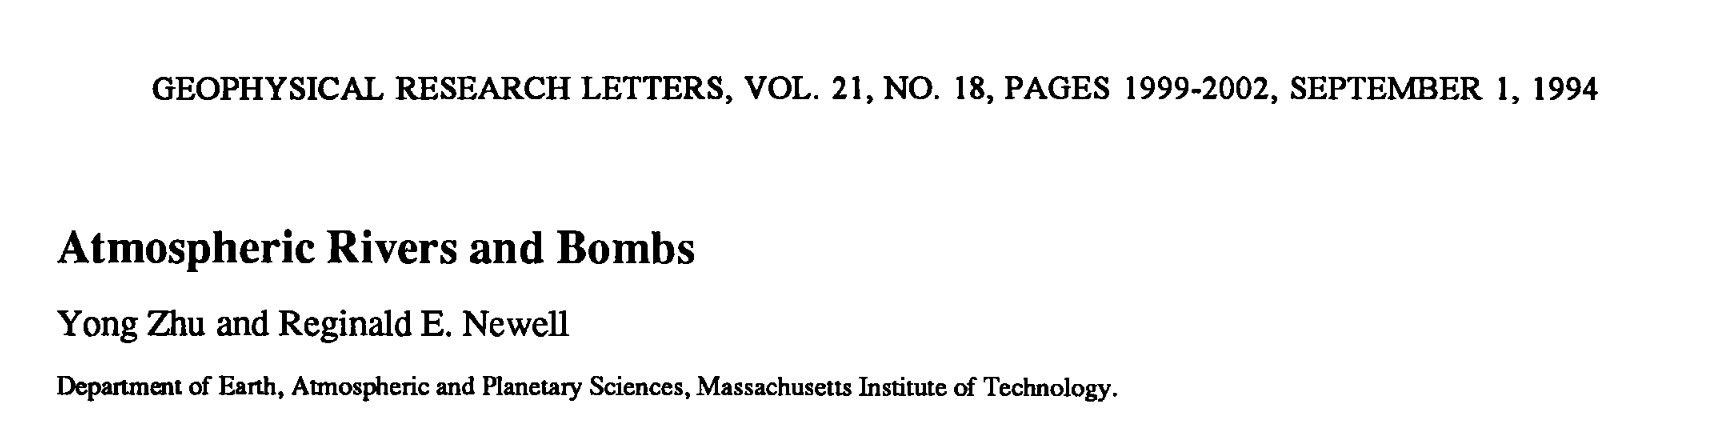 GEOPHYSICAL RESEARCH LETTERS, VOL. 21, NO. 18, PAGES 1999-2002, SEPTEMBER 1, 1994
Atmospheric Rivers and Bombs
Yong Zhu and Reginald E. Newell
Department of Earth, Atmospheric and Planetary Sciences, Massachusetts Institute of Technology.